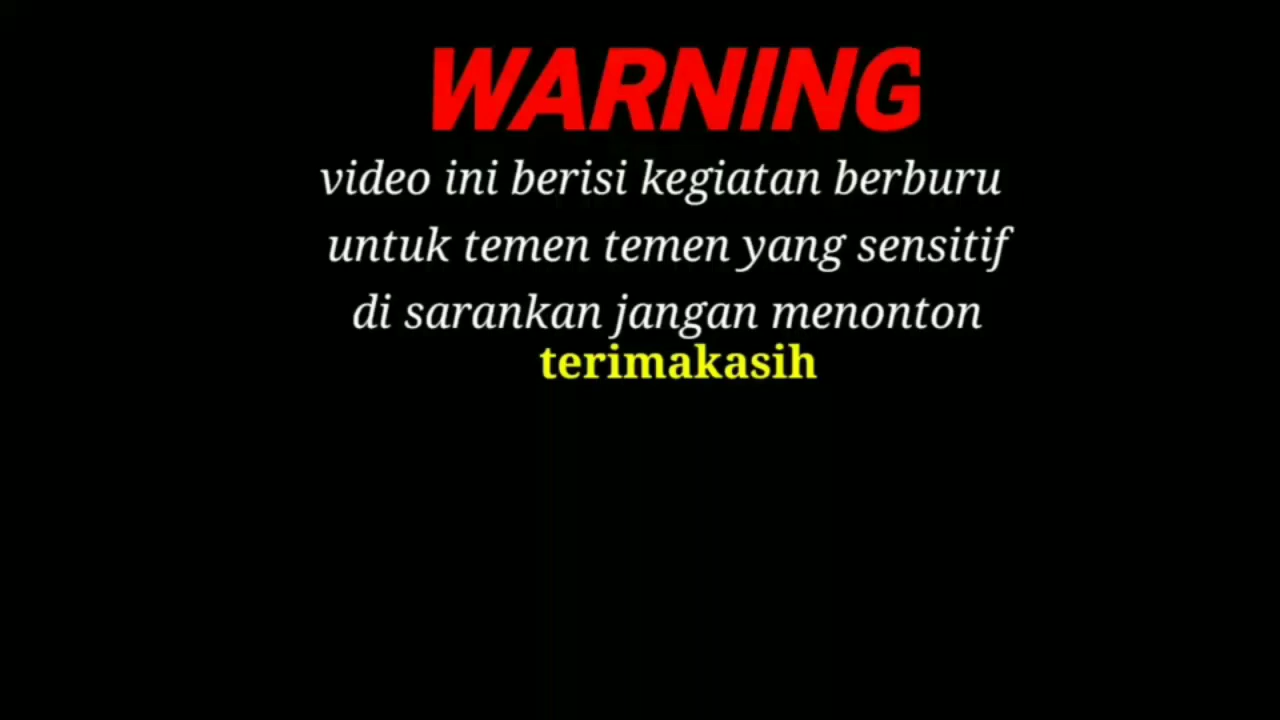 WARNING
video ini berisi kegiatan berburu
untuk temen temen yang sensitif
di sarankan jangan menonton
terimakasih